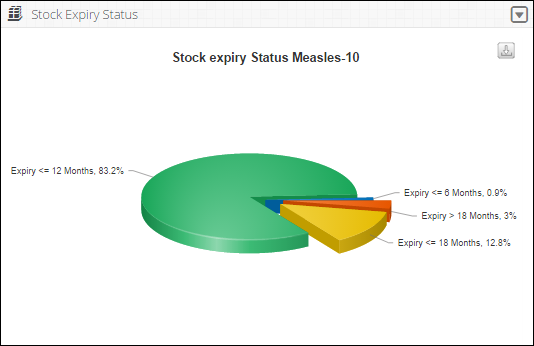 Stock Expiry Status
Stock expiry Status Measles-10
Expiry <= 12 Months, 83.2%
Expiry <= 6 Months, 0.9%
Expiry > 18 Months, 3%
Expiry <= 18 Months, 12.8%